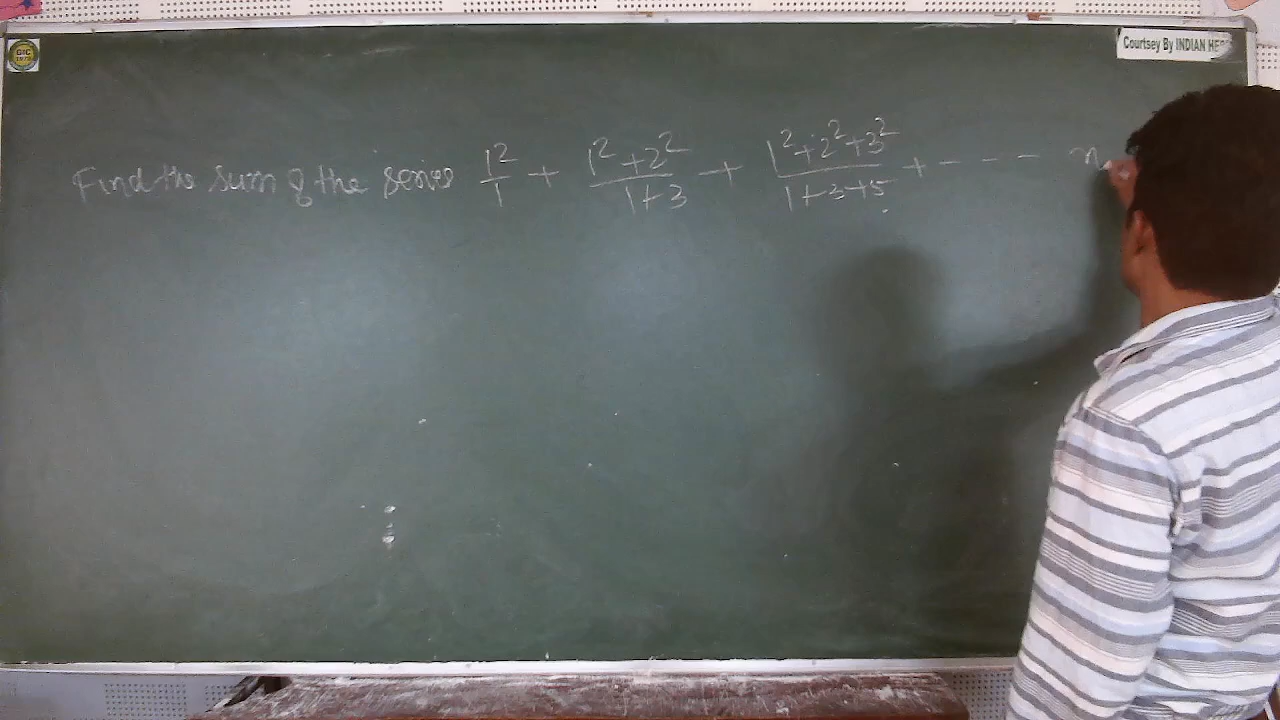 Courtsey By INDIAN HE
GIC
Find the sum of the series 1²/1 + (1²+2²)/(1+3) + (1²+2²+3²)/(1+3+5) + - - - - n